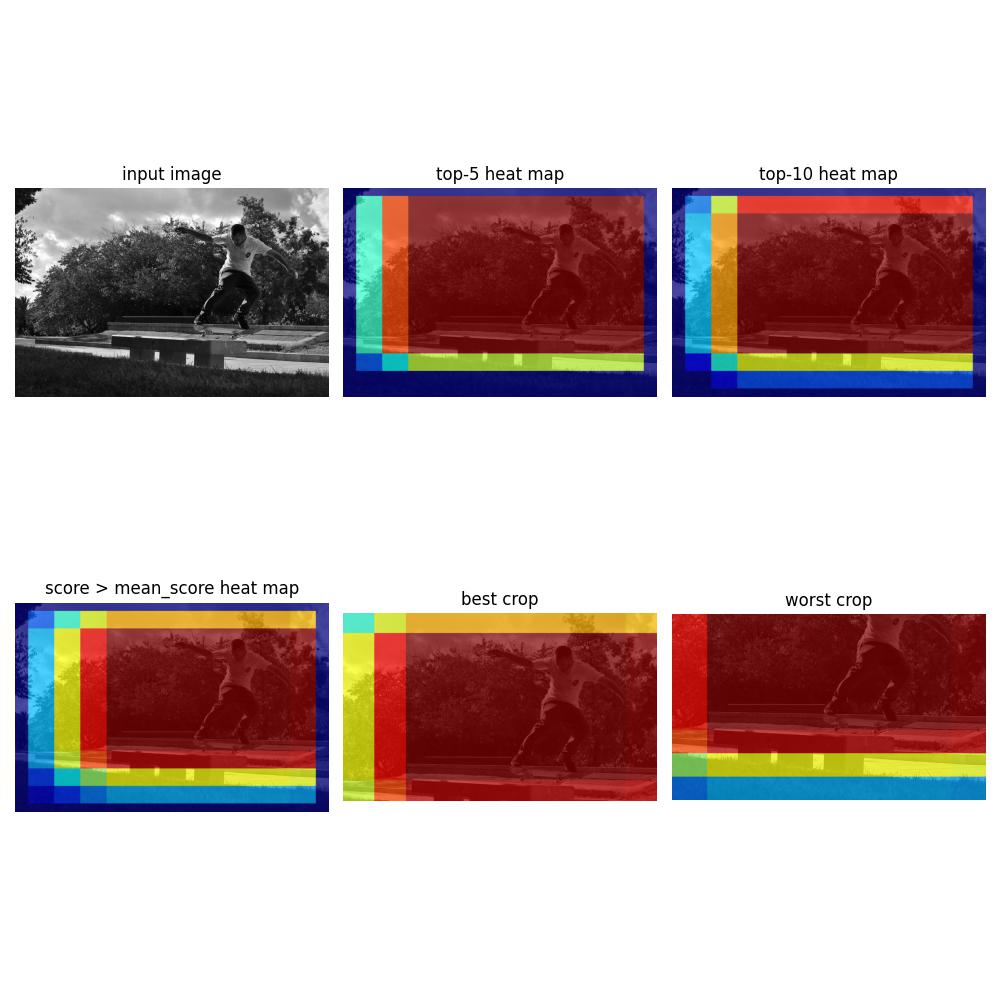 input image
top-5 heat map
top-10 heat map
score > mean_score heat map
best crop
worst crop